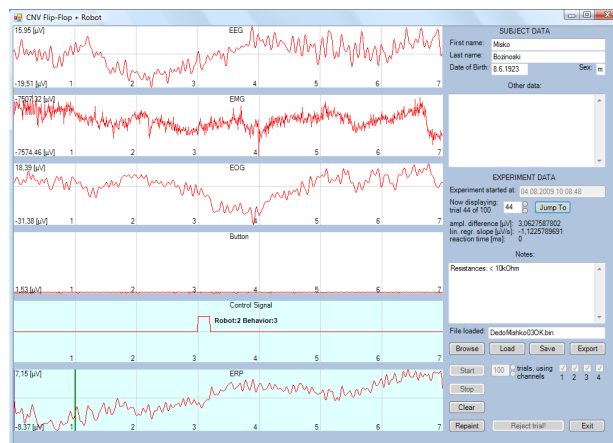 CNV Flip-Flop + Robot
15,95 [µV]
EEG
-19,51 [µV]
1 2 3 4 5 6 7
-7507,32 [µV]
EMG
-7574,46 [µV]
1 2 3 4 5 6 7
18,39 [µV]
EOG
-31,38 [µV]
1 2 3 4 5 6 7
Button
1,53 [µV]
1 2 3 4 5 6 7
Control Signal
Robot:2 Behavior:3
1 2 3 4 5 6 7
7,15 [µV]
ERP
-8,37 [µV]
1 2 3 4 5 6 7
SUBJECT DATA
First name: Misko
Last name: Bozinoski
Date of Birth: 8.6.1923 Sex: m
Other data:
EXPERIMENT DATA
Experiment started at: 04.08.2009 10:08:48
Now displaying:
trial 44 of 100 44 Jump To
ampl. difference [µV]: 3,0627587802
lin. regr. slope [µV/s]: -1,1225789691
reaction time [ms]: 0
Notes:
Resistances: < 10kOhm
File loaded: DedoMishko03OK.bin
Browse Load Save Export
Start 100 trials, using
channels 1 2 3 4
Stop
Clear
Repaint Reject trial! Exit